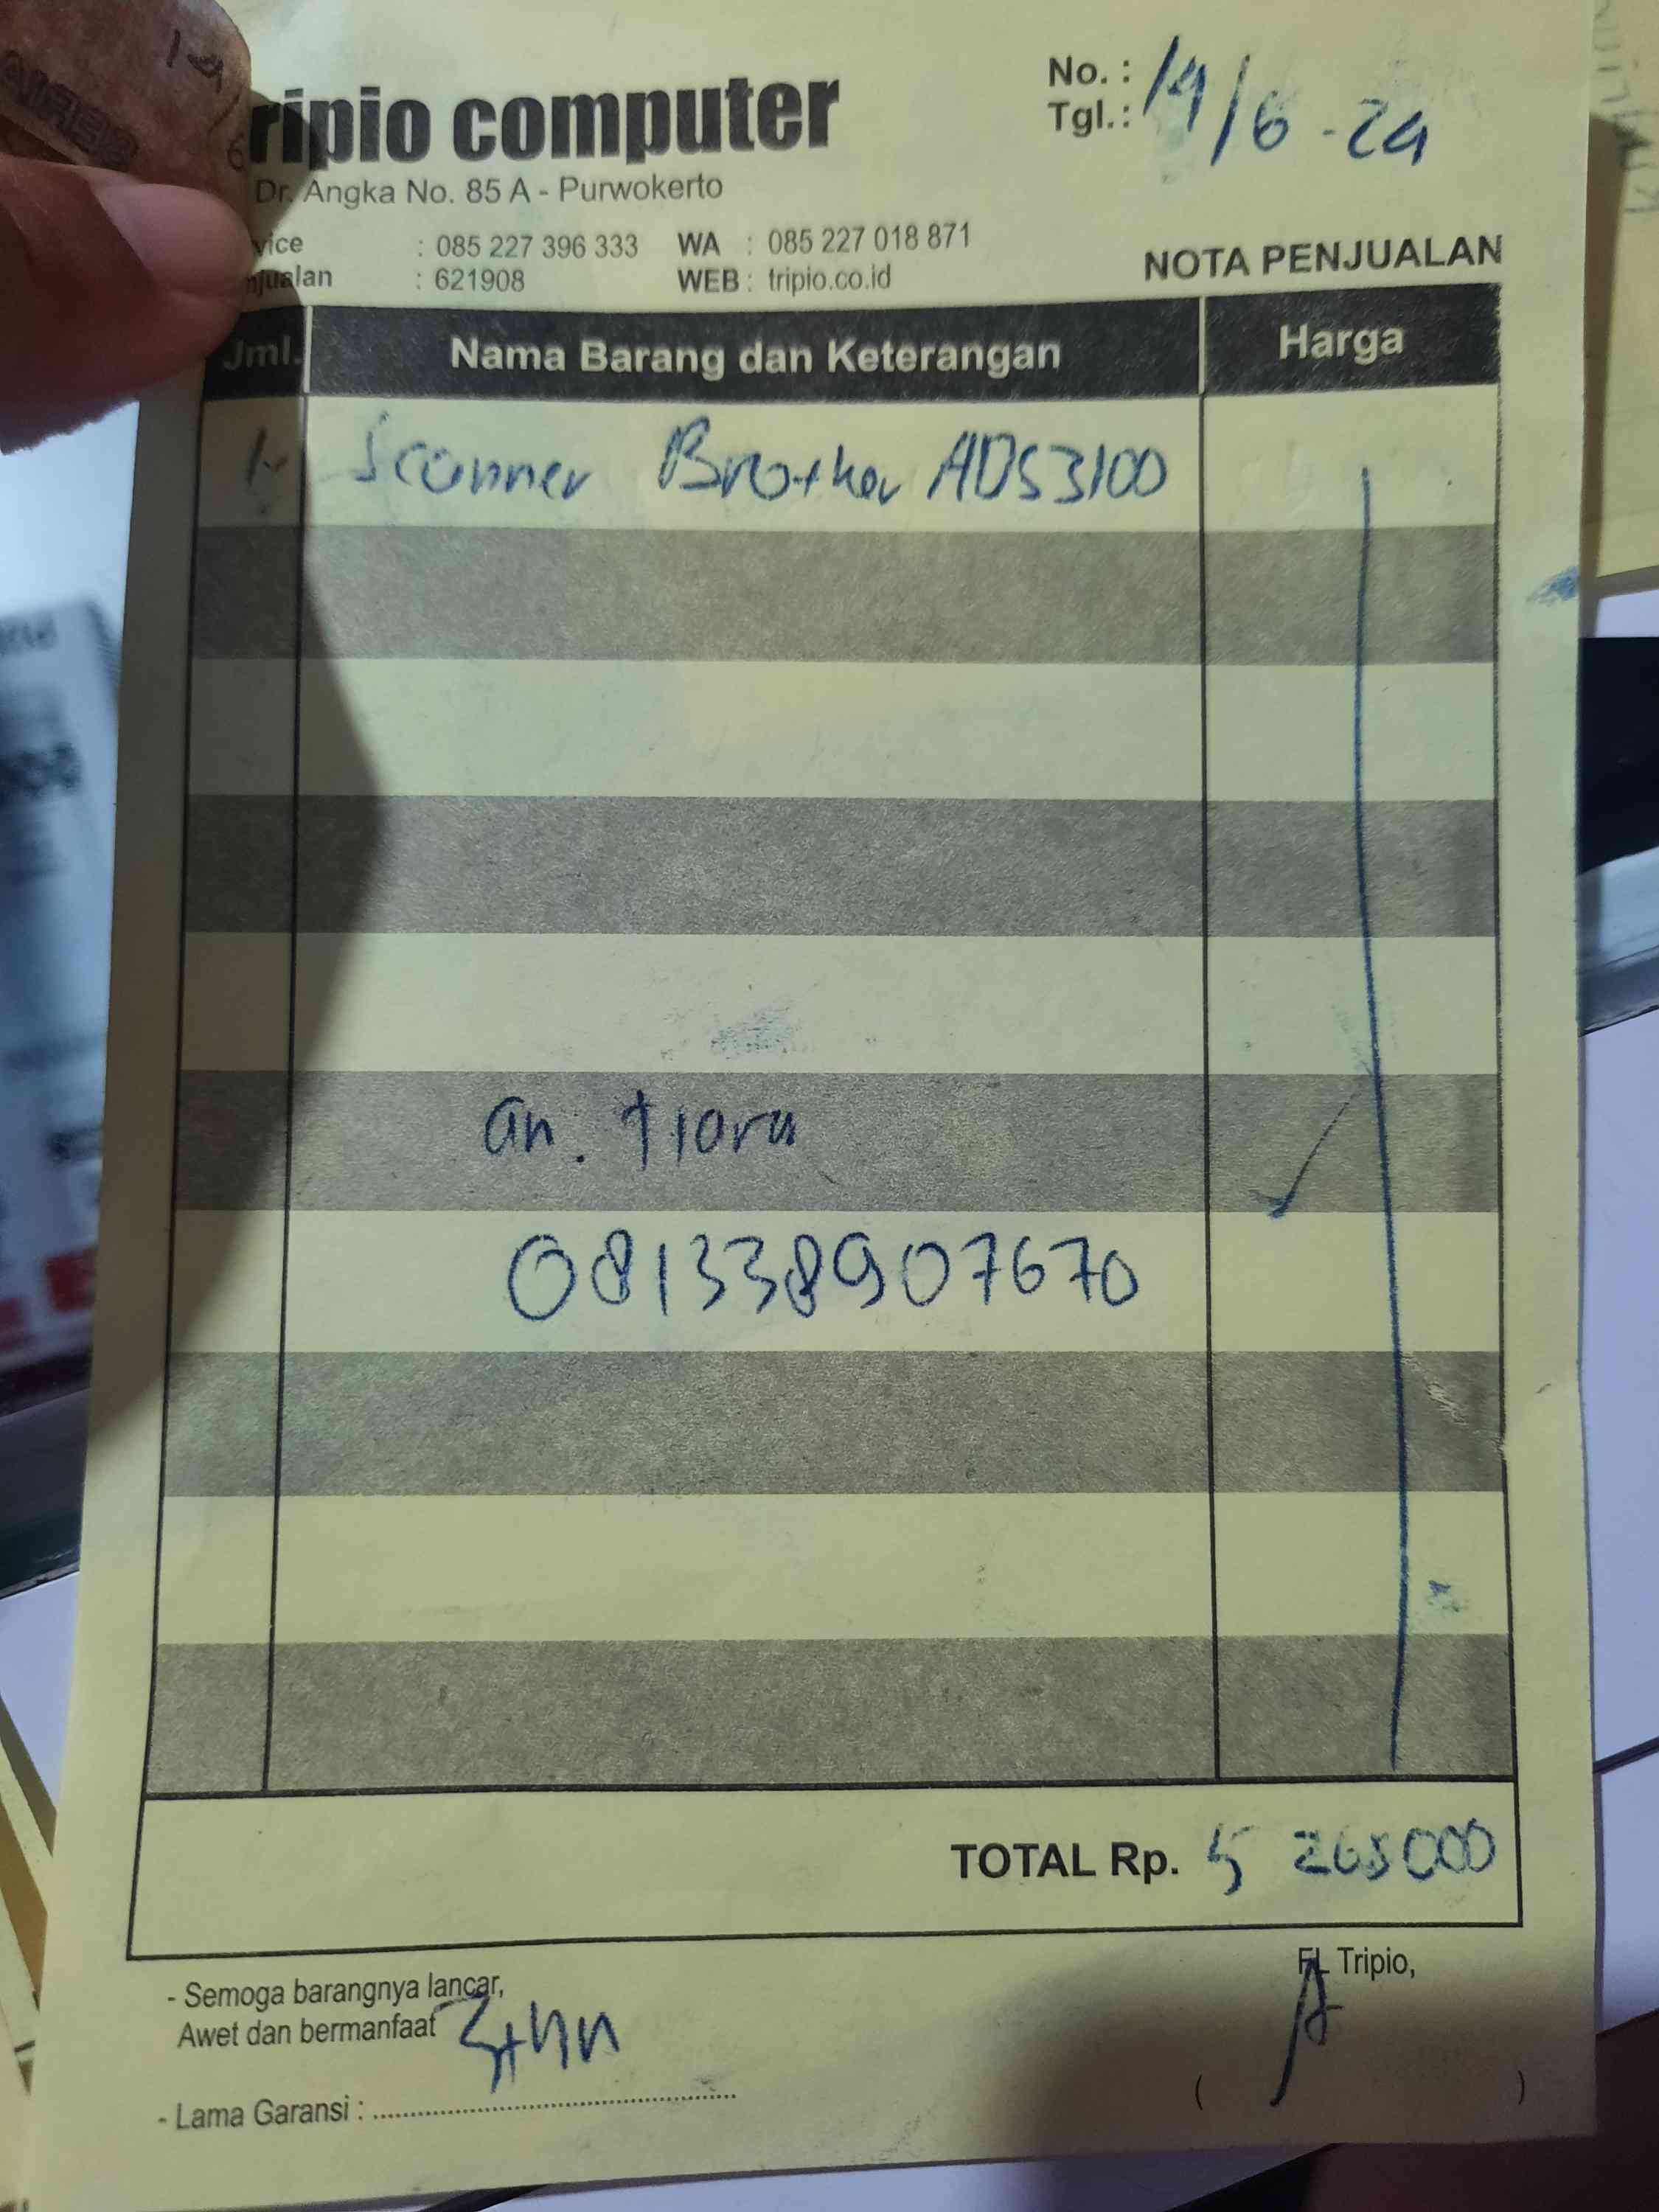 ripio computer
Dr. Angka No. 85 A - Purwokerto
vice : 085 227 396 333 WA : 085 227 018 871
njualan : 621908 WEB : tripio.co.id
No. :
Tgl. : 14/6 - 24
NOTA PENJUALAN
Jml. Nama Barang dan Keterangan Harga
1 Scanner Brother ADS3100
an. tiara
081338907670
TOTAL Rp. 5 265000
- Semoga barangnya lancar,
Awet dan bermanfaat
3thn
- Lama Garansi :
Tripio,
( )